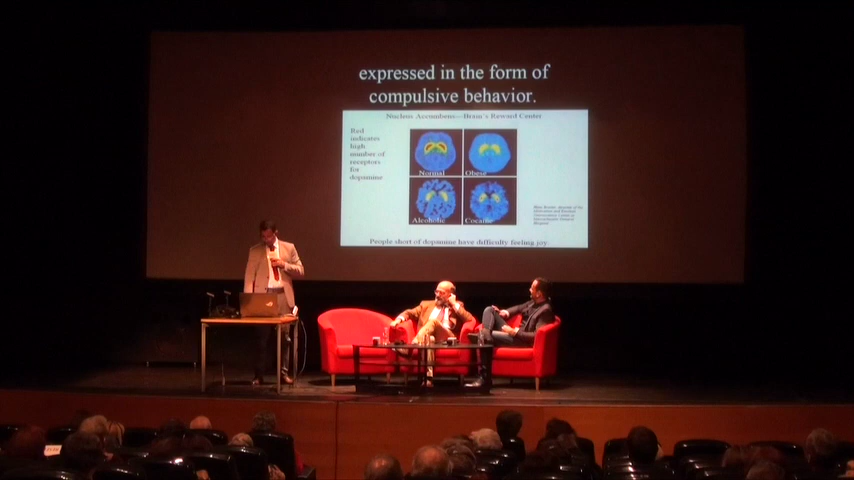 expressed in the form of
compulsive behavior.
Nucleus Accumbens—Brain's Reward Center
Red
indicates
high
number of
receptors
for
dopamine
Normal
Obese
Alcoholic
Cocaine
People short of dopamine have difficulty feeling joy.